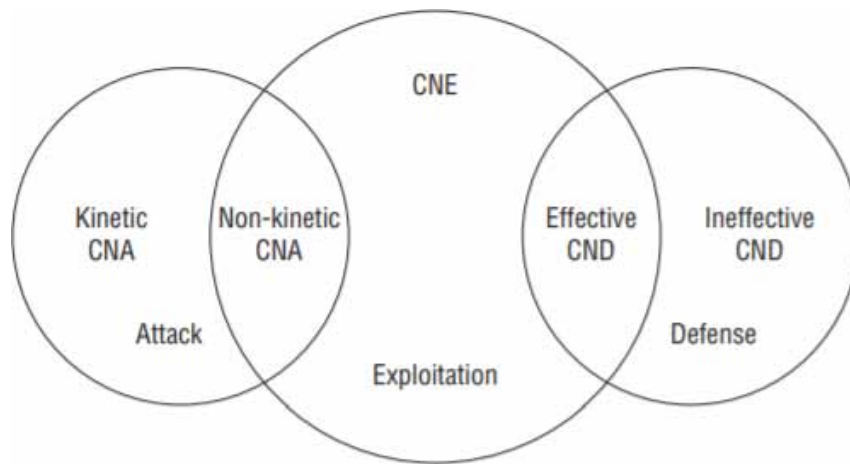 CNE
Kinetic
CNA
Non-kinetic
CNA
Effective
CND
Ineffective
CND
Attack
Defense
Exploitation